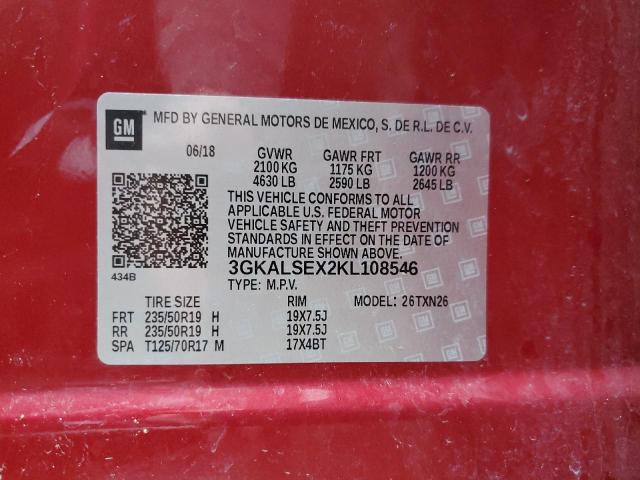 GM MFD BY GENERAL MOTORS DE MEXICO, S. DE R.L. DE C.V.
06/18 GVWR GAWR FRT GAWR RR
2100 KG 1175 KG 1200 KG
4630 LB 2590 LB 2645 LB
THIS VEHICLE CONFORMS TO ALL
APPLICABLE U.S. FEDERAL MOTOR
VEHICLE SAFETY AND THEFT PREVENTION
STANDARDS IN EFFECT ON THE DATE OF
MANUFACTURE SHOWN ABOVE.
434B 3GKALSEX2KL108546
TYPE: M.P.V.
TIRE SIZE RIM MODEL: 26TXN26
FRT 235/50R19 H 19X7.5J
RR 235/50R19 H 19X7.5J
SPA T125/70R17 M 17X4BT